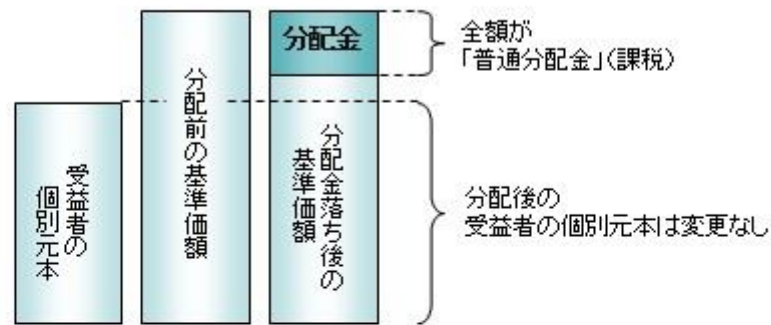 受益者の
個別元本
分配前の基準価額
分配金
分配金落ち後の
基準価額
全額が
「普通分配金」(課税)
分配後の
受益者の個別元本は変更なし